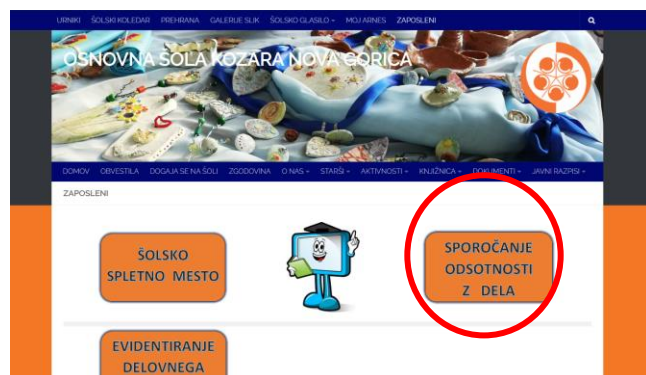 URNIKI ŠOLSKI KOLEDAR PREHRANA GALERIJE SLIK ŠOLSKO GLASILO MOJ ARNES ZAPOSLENI
OSNOVNA ŠOLA KOZARA NOVA GORICA
DOMOV OBVESTILA DOGAJA SE NA ŠOLI ZGODOVINA O NAS STARŠI AKTIVNOSTI KNJIŽNICA DOKUMENTI JAVNI RAZPISI
ZAPOSLENI
ŠOLSKO
SPLETNO MESTO
SPOROČANJE
ODSOTNOSTI
Z DELA
EVIDENTIRANJE
DELOVNEGA